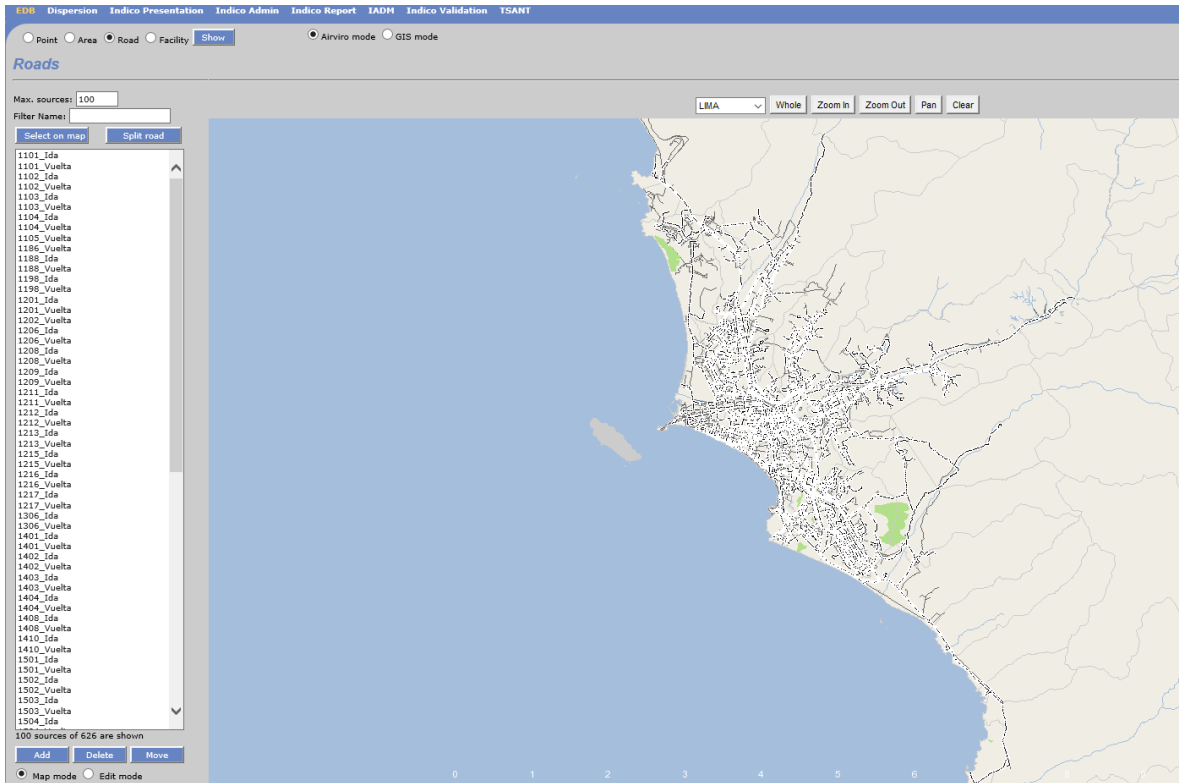 EDB Dispersion Indico Presentation Indico Admin Indico Report IADM Indico Validation TSANT
Point Area Road Facility Show Airviro mode GIS mode
Roads
Max. sources: 100
LIMA Whole Zoom In Zoom Out Pan Clear
Filter Name:
Select on map Split road
1101_Ida
1101_Vuelta
1102_Ida
1102_Vuelta
1103_Ida
1103_Vuelta
1104_Ida
1104_Vuelta
1105_Vuelta
1186_Vuelta
1188_Ida
1188_Vuelta
1198_Ida
1198_Vuelta
1201_Ida
1201_Vuelta
1202_Vuelta
1206_Ida
1206_Vuelta
1208_Ida
1208_Vuelta
1209_Ida
1209_Vuelta
1211_Ida
1211_Vuelta
1212_Ida
1212_Vuelta
1213_Ida
1213_Vuelta
1215_Ida
1215_Vuelta
1216_Ida
1216_Vuelta
1217_Ida
1217_Vuelta
1306_Ida
1306_Vuelta
1401_Ida
1401_Vuelta
1402_Ida
1402_Vuelta
1403_Ida
1403_Vuelta
1404_Ida
1404_Vuelta
1408_Ida
1408_Vuelta
1410_Ida
1410_Vuelta
1501_Ida
1501_Vuelta
1502_Ida
1502_Vuelta
1503_Ida
1503_Vuelta
1504_Ida
100 sources of 626 are shown
Add Delete Move
Map mode Edit mode
0 1 2 3 4 5 6